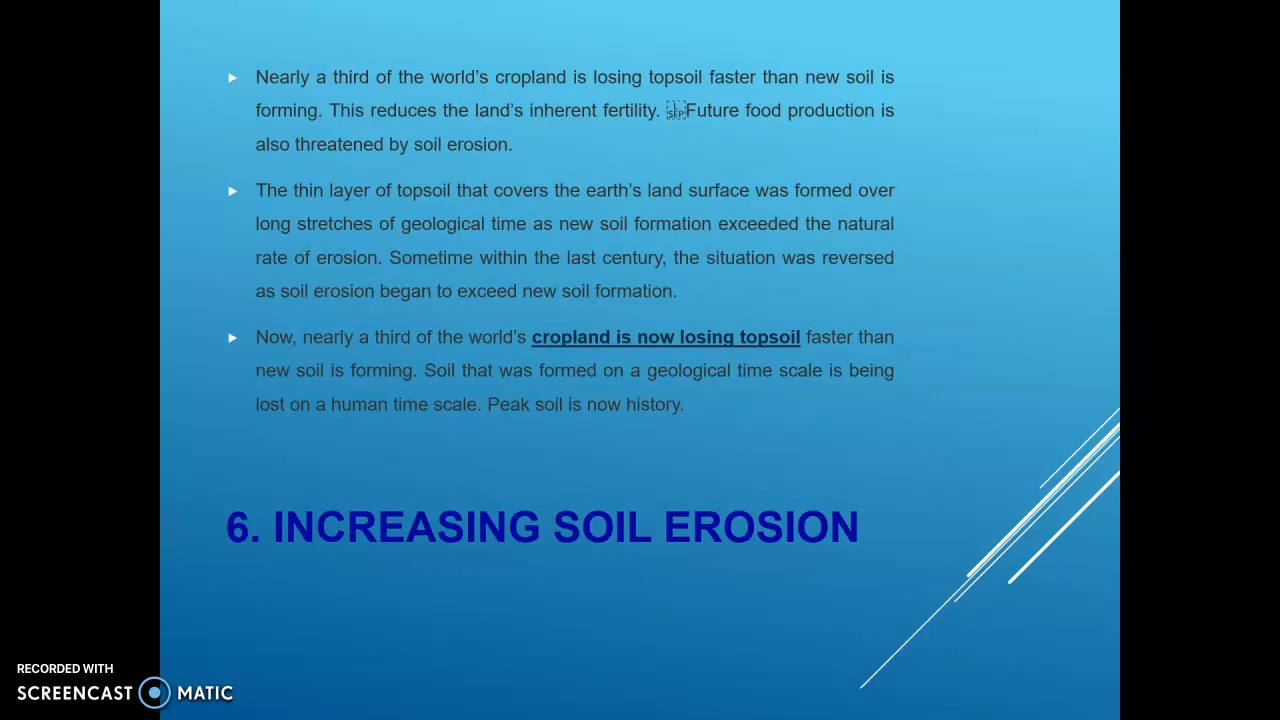 Nearly a third of the world’s cropland is losing topsoil faster than new soil is
forming. This reduces the land’s inherent fertility. Future food production is
also threatened by soil erosion.
The thin layer of topsoil that covers the earth’s land surface was formed over
long stretches of geological time as new soil formation exceeded the natural
rate of erosion. Sometime within the last century, the situation was reversed
as soil erosion began to exceed new soil formation.
Now, nearly a third of the world’s cropland is now losing topsoil faster than
new soil is forming. Soil that was formed on a geological time scale is being
lost on a human time scale. Peak soil is now history.
6. INCREASING SOIL EROSION
RECORDED WITH
SCREENCAST MATIC